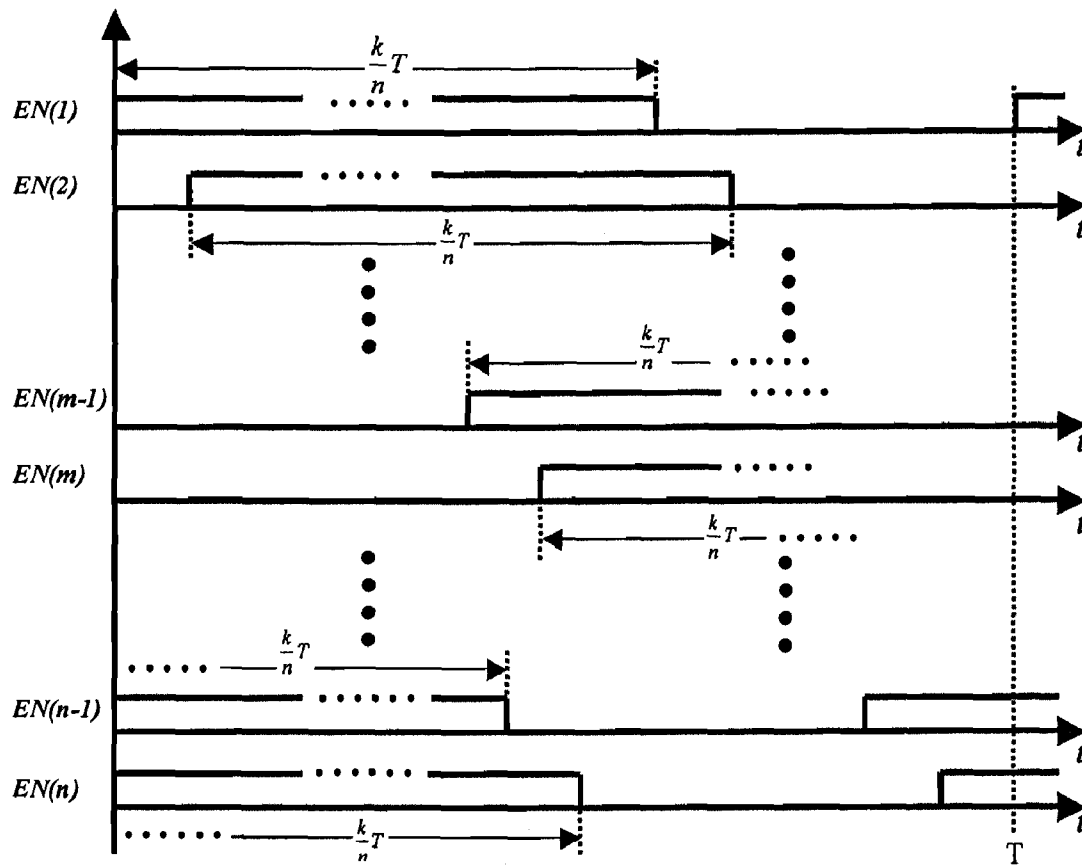 k/n T
EN(1)
t
EN(2)
t
k/n T
k/n T
EN(m-1)
t
EN(m)
t
k/n T
k/n T
EN(n-1)
t
EN(n)
t
k/n T
T